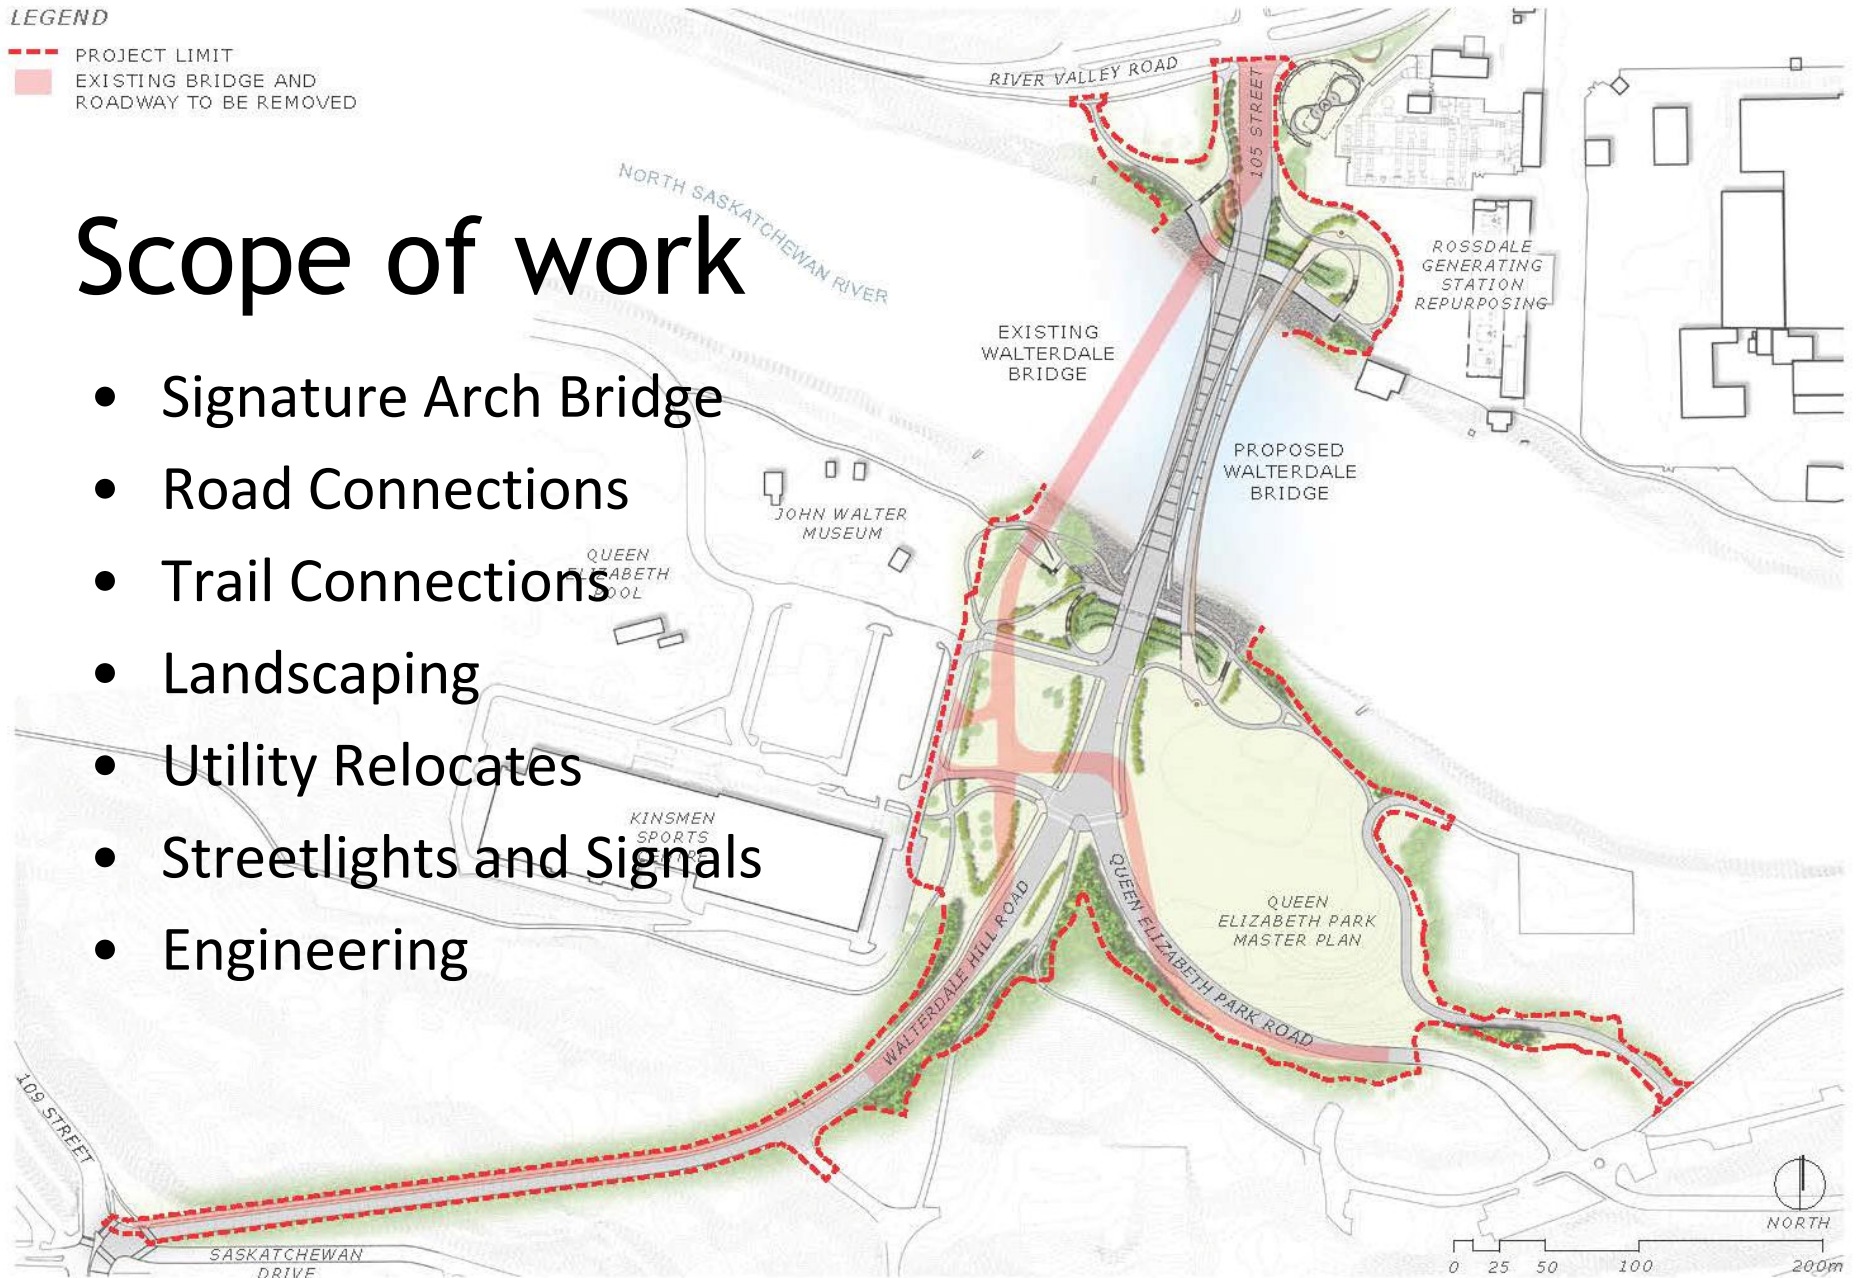 LEGEND
PROJECT LIMIT
EXISTING BRIDGE AND
ROADWAY TO BE REMOVED
RIVER VALLEY ROAD
105 STREET
NORTH SASKATCHEWAN RIVER
Scope of work
ROSSDALE
GENERATING
STATION
REPURPOSING
EXISTING
WALTERDALE
BRIDGE
• Signature Arch Bridge
PROPOSED
WALTERDALE
BRIDGE
• Road Connections
JOHN WALTER
MUSEUM
QUEEN
ELIZABETH
POOL
• Trail Connections
• Landscaping
• Utility Relocates
KINSMEN
SPORTS
CENTRE
• Streetlights and Signals
QUEEN
ELIZABETH PARK
MASTER PLAN
• Engineering
WALTERDALE HILL ROAD
QUEEN ELIZABETH PARK ROAD
109 STREET
SASKATCHEWAN
DRIVE
NORTH
0 25 50 100 200m